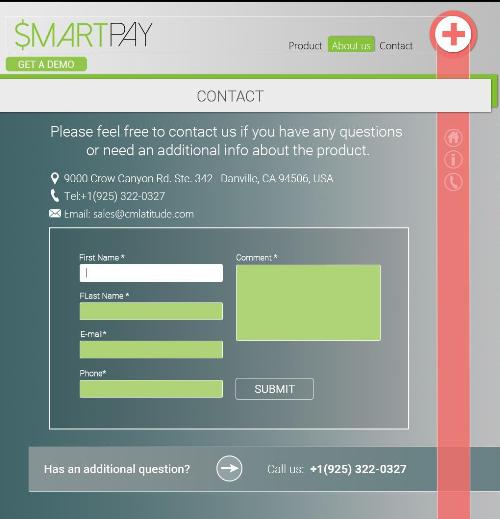 $MARTPAY
Product About us Contact
GET A DEMO
CONTACT
Please feel free to contact us if you have any questions
or need an additional info about the product.
9000 Crow Canyon Rd. Ste. 342 Danville, CA 94506, USA
Tel:+1(925) 322-0327
Email: sales@cmlatitude.com
First Name *
Comment *
FLast Name *
E-mail*
Phone*
SUBMIT
Has an additional question? Call us: +1(925) 322-0327